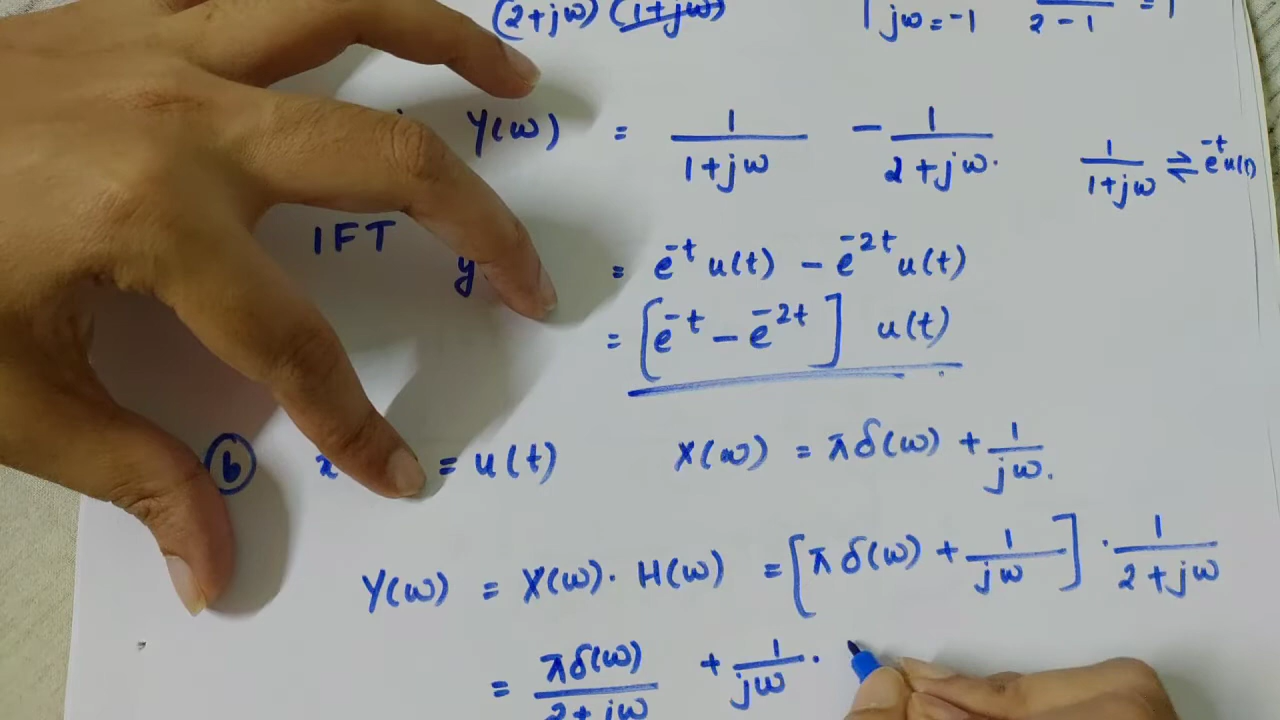 (2+jω) (1+jω) | jω=-1 2-1 =1
Y(ω) = 1/(1+jω) - 1/(2+jω). 1/(1+jω) ⇌ e^-t u(t)
IFT y = e^-t u(t) - e^-2t u(t)
= [e^-t - e^-2t] u(t)
(b) x = u(t) X(ω) = πδ(ω) + 1/jω.
Y(ω) = X(ω)· H(ω) = [πδ(ω) + 1/jω] · 1/(2+jω)
= πδ(ω)/(2+jω) + 1/jω ·